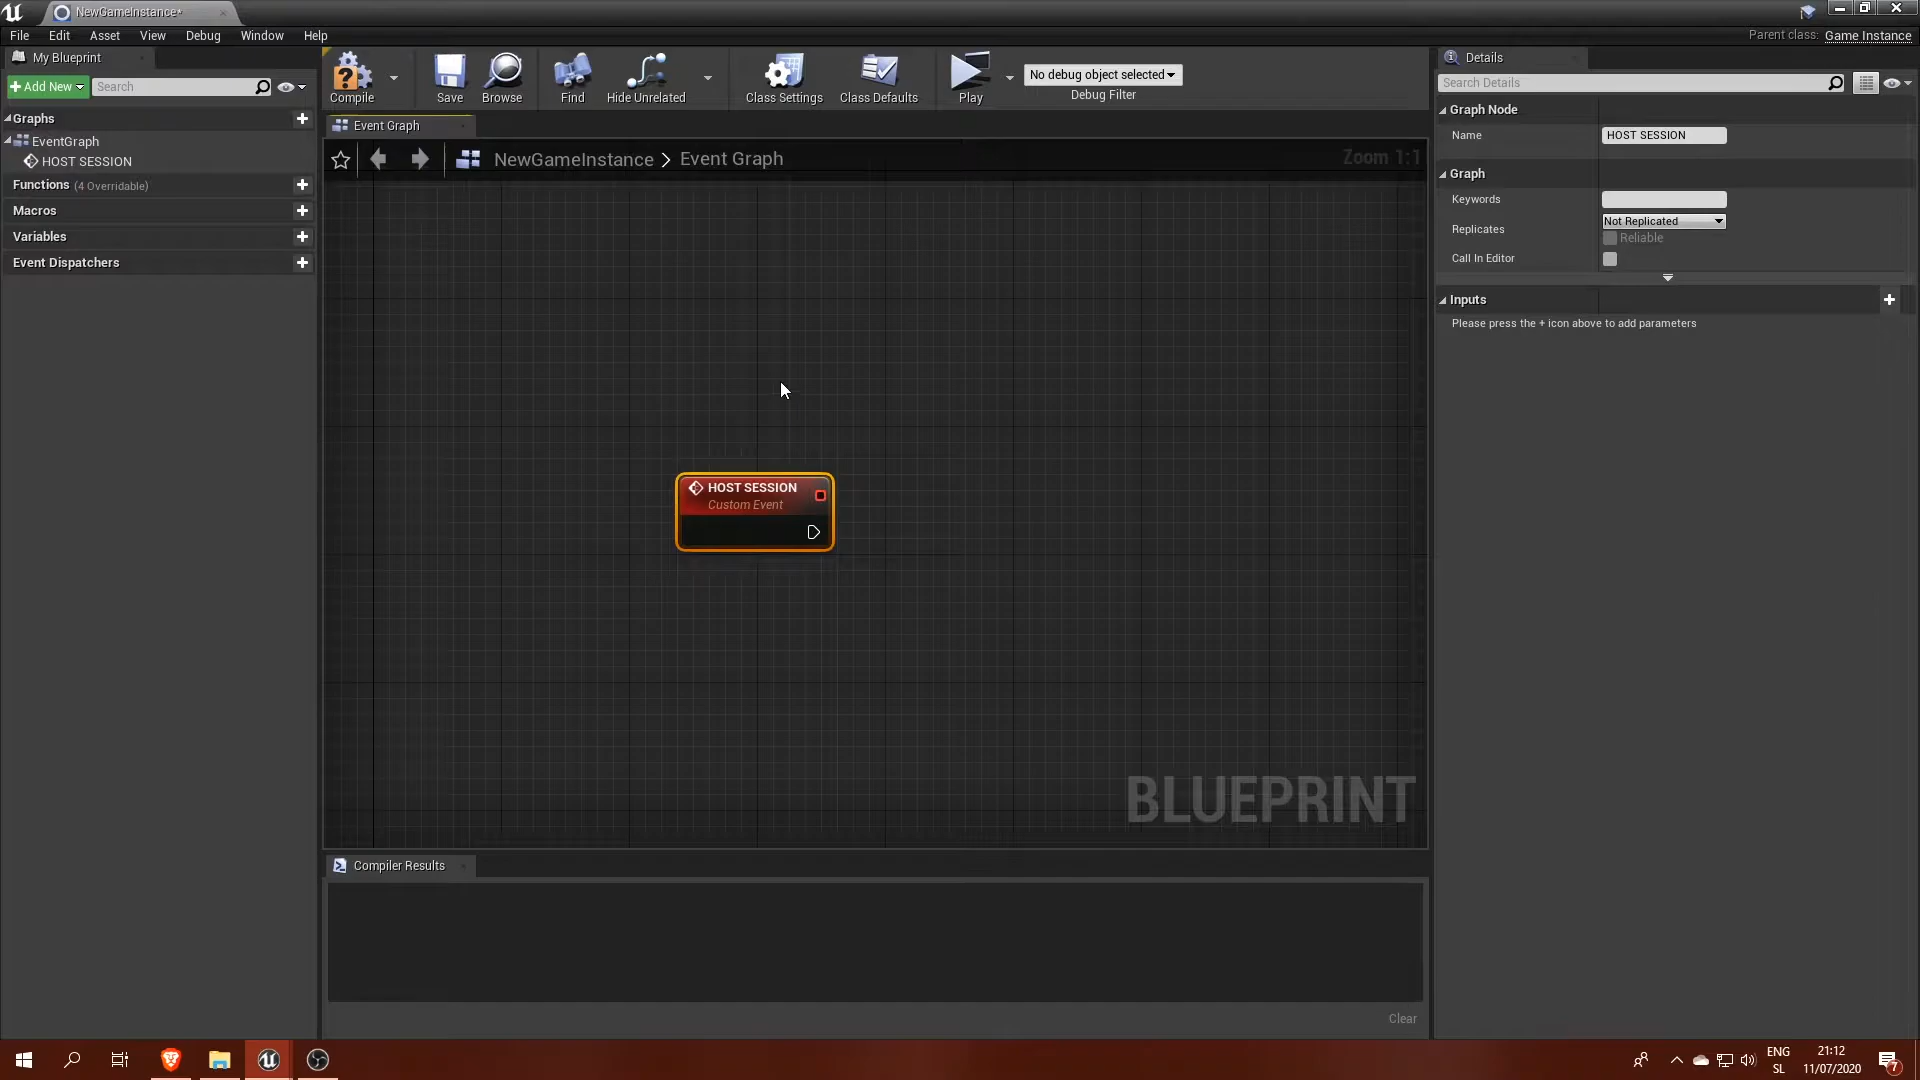 NewGameInstance*
File Edit Asset View Debug Window Help
Parent class: Game Instance
My Blueprint
+ Add New
Search
Graphs
EventGraph
HOST SESSION
Functions (4 Overridable)
Macros
Variables
Event Dispatchers
Compile
Save
Browse
Find
Hide Unrelated
Class Settings
Class Defaults
Play
No debug object selected
Debug Filter
Event Graph
NewGameInstance > Event Graph
Zoom 1:1
HOST SESSION
Custom Event
BLUEPRINT
Compiler Results
Clear
Details
Search Details
Graph Node
Name HOST SESSION
Graph
Keywords
Replicates Not Replicated
Reliable
Call In Editor
Inputs
Please press the + icon above to add parameters
ENG
SL
21:12
11/07/2020
7